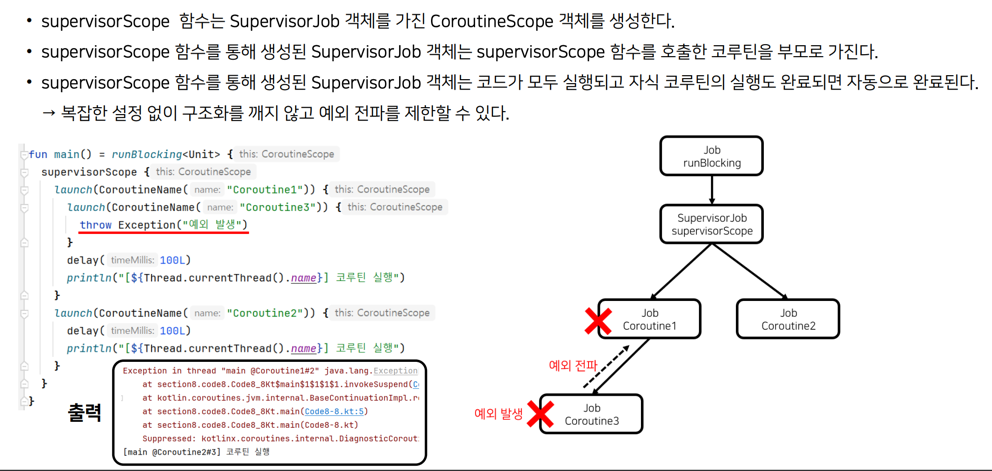 • supervisorScope 함수는 SupervisorJob 객체를 가진 CoroutineScope 객체를 생성한다.
• supervisorScope 함수를 통해 생성된 SupervisorJob 객체는 supervisorScope 함수를 호출한 코루틴을 부모로 가진다.
• supervisorScope 함수를 통해 생성된 SupervisorJob 객체는 코드가 모두 실행되고 자식 코루틴의 실행도 완료되면 자동으로 완료된다.
→ 복잡한 설정 없이 구조화를 깨지 않고 예외 전파를 제한할 수 있다.
fun main() = runBlocking<Unit> { this: CoroutineScope
supervisorScope { this: CoroutineScope
launch(CoroutineName( name: "Coroutine1")) { this: CoroutineScope
launch(CoroutineName( name: "Coroutine3")) { this: CoroutineScope
throw Exception("예외 발생")
}
delay( timeMillis: 100L)
println("[${Thread.currentThread().name}] 코루틴 실행")
}
launch(CoroutineName( name: "Coroutine2")) { this: CoroutineScope
delay( timeMillis: 100L)
println("[${Thread.currentThread().name}] 코루틴 실행")
}
}
}
출력
Exception in thread "main @Coroutine1#2" java.lang.Exception
at section8.code8.Code8_8Kt$main$1$1$1$1.invokeSuspend(Co
at kotlin.coroutines.jvm.internal.BaseContinuationImpl.re
at section8.code8.Code8_8Kt.main(Code8-8.kt:5)
at section8.code8.Code8_8Kt.main(Code8-8.kt)
Suppressed: kotlinx.coroutines.internal.DiagnosticCorouti
[main @Coroutine2#3] 코루틴 실행
Job
runBlocking
SupervisorJob
supervisorScope
Job
Coroutine1
Job
Coroutine2
예외 전파
예외 발생
Job
Coroutine3